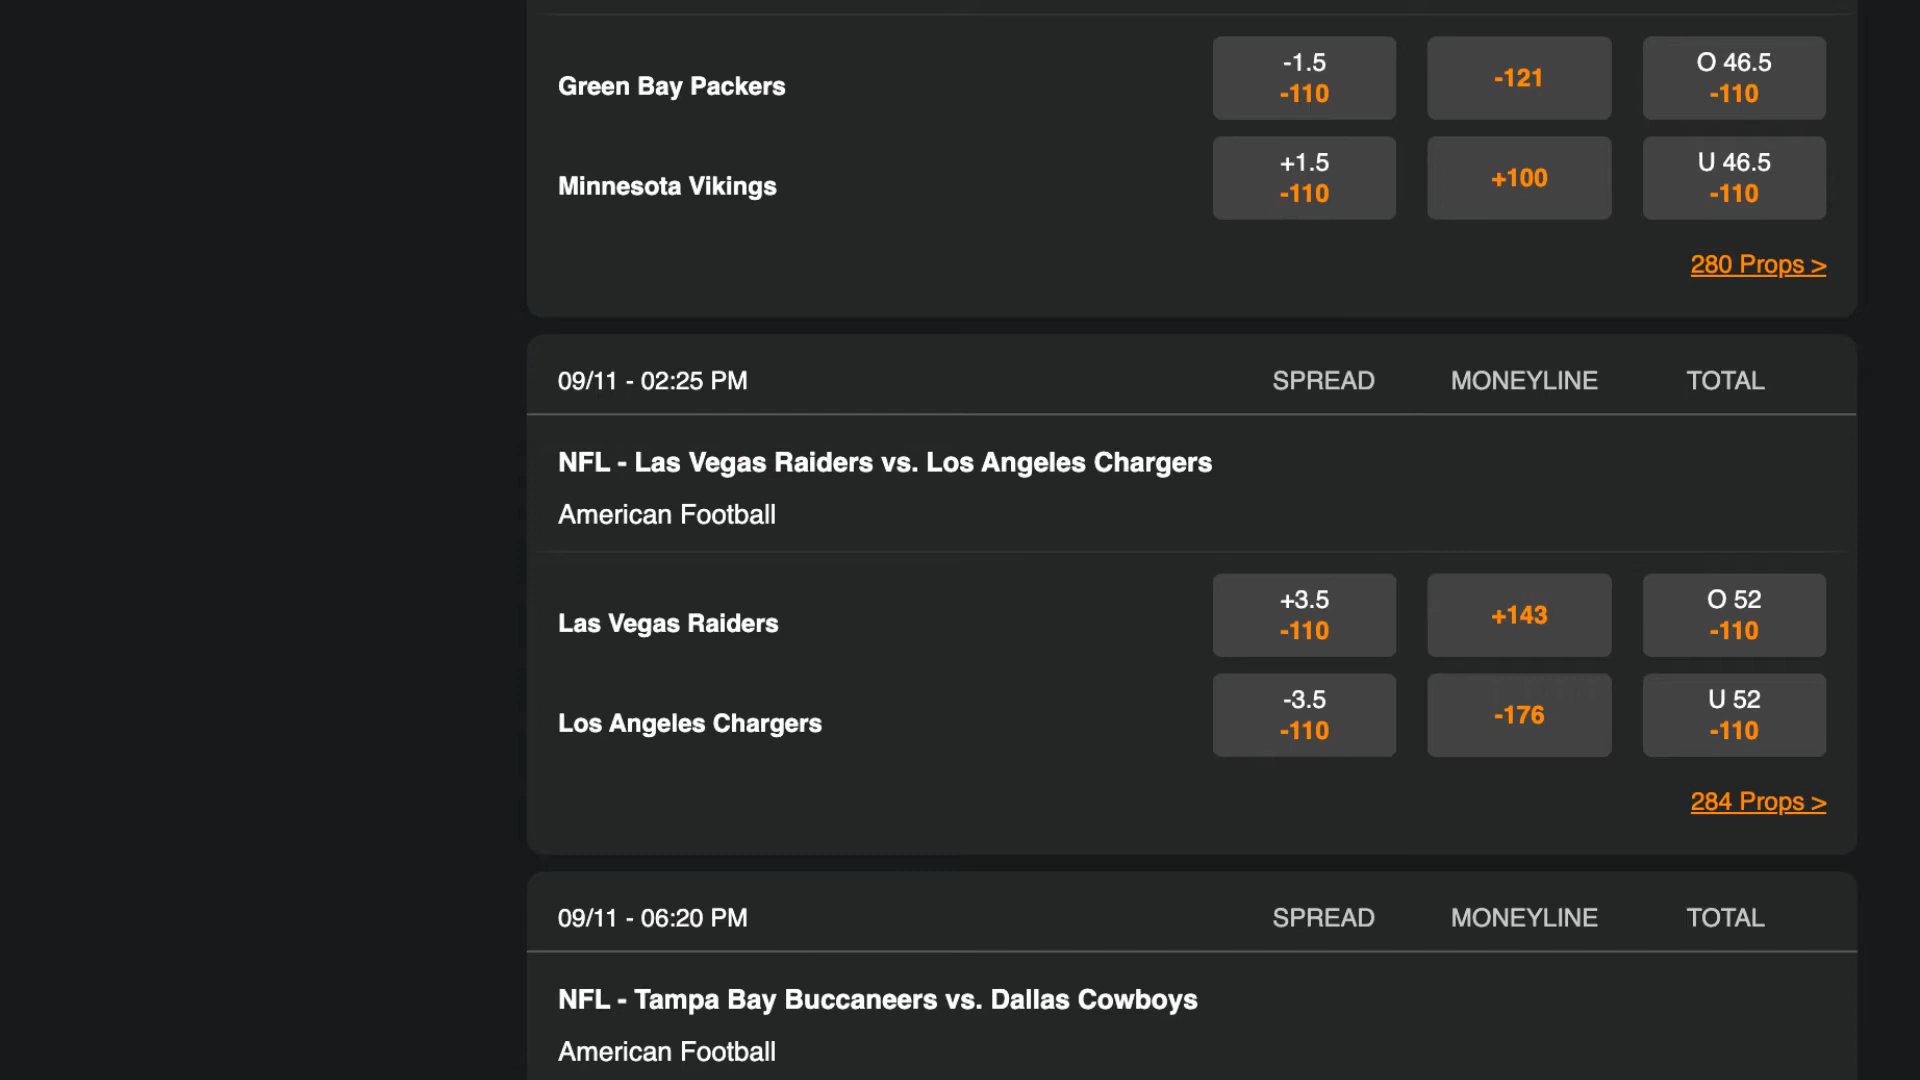 Green Bay Packers
-1.5
-110
-121
O 46.5
-110
Minnesota Vikings
+1.5
-110
+100
U 46.5
-110
280 Props >
09/11 - 02:25 PM SPREAD MONEYLINE TOTAL
NFL - Las Vegas Raiders vs. Los Angeles Chargers
American Football
Las Vegas Raiders
+3.5
-110
+143
O 52
-110
Los Angeles Chargers
-3.5
-110
-176
U 52
-110
284 Props >
09/11 - 06:20 PM SPREAD MONEYLINE TOTAL
NFL - Tampa Bay Buccaneers vs. Dallas Cowboys
American Football